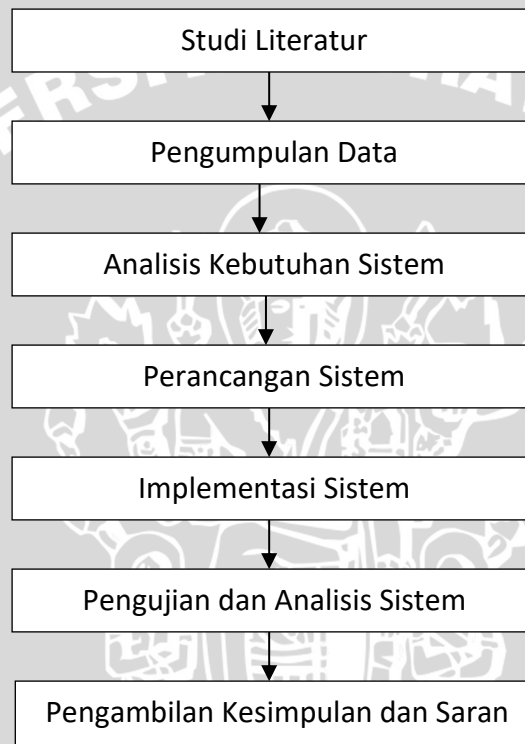 Studi Literatur
Pengumpulan Data
Analisis Kebutuhan Sistem
Perancangan Sistem
Implementasi Sistem
Pengujian dan Analisis Sistem
Pengambilan Kesimpulan dan Saran